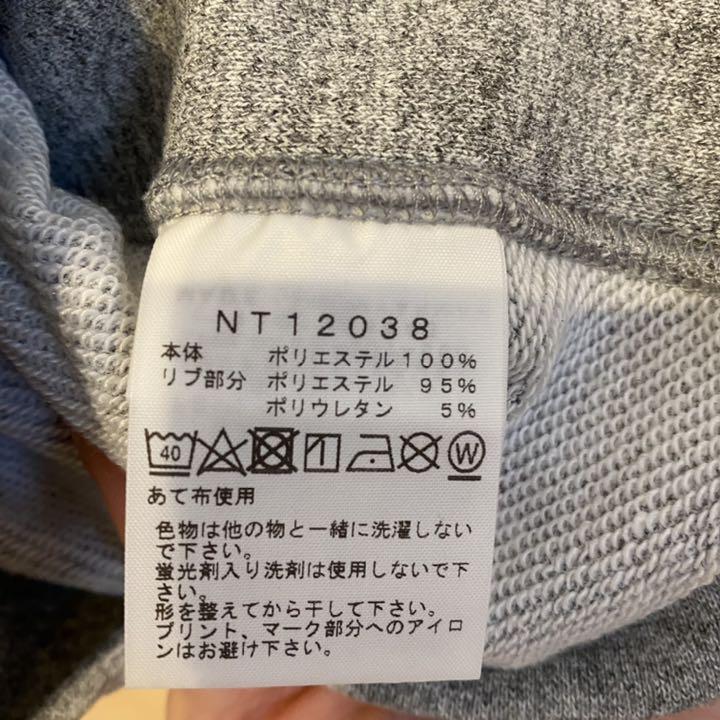 NT12038
本体 ポリエステル100%
リブ部分 ポリエステル 95%
ポリウレタン 5%
40 W
あて布使用
色物は他の物と一緒に洗濯しない
で下さい。
蛍光剤入り洗剤は使用しないで下
さい。
形を整えてから干して下さい。
プリント、マーク部分へのアイロ
ンはお避け下さい。